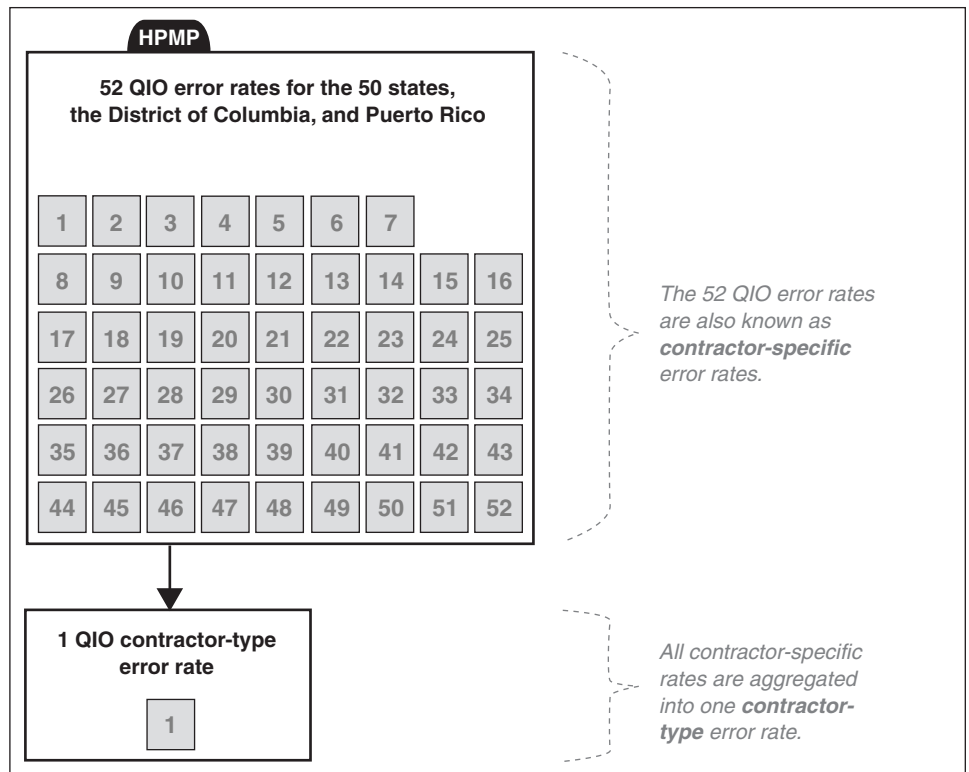 HPMP
52 QIO error rates for the 50 states,
the District of Columbia, and Puerto Rico
1 2 3 4 5 6 7
8 9 10 11 12 13 14 15 16
17 18 19 20 21 22 23 24 25
26 27 28 29 30 31 32 33 34
35 36 37 38 39 40 41 42 43
44 45 46 47 48 49 50 51 52
The 52 QIO error rates
are also known as
contractor-specific
error rates.
1 QIO contractor-type
error rate
1
All contractor-specific
rates are aggregated
into one contractor-
type error rate.